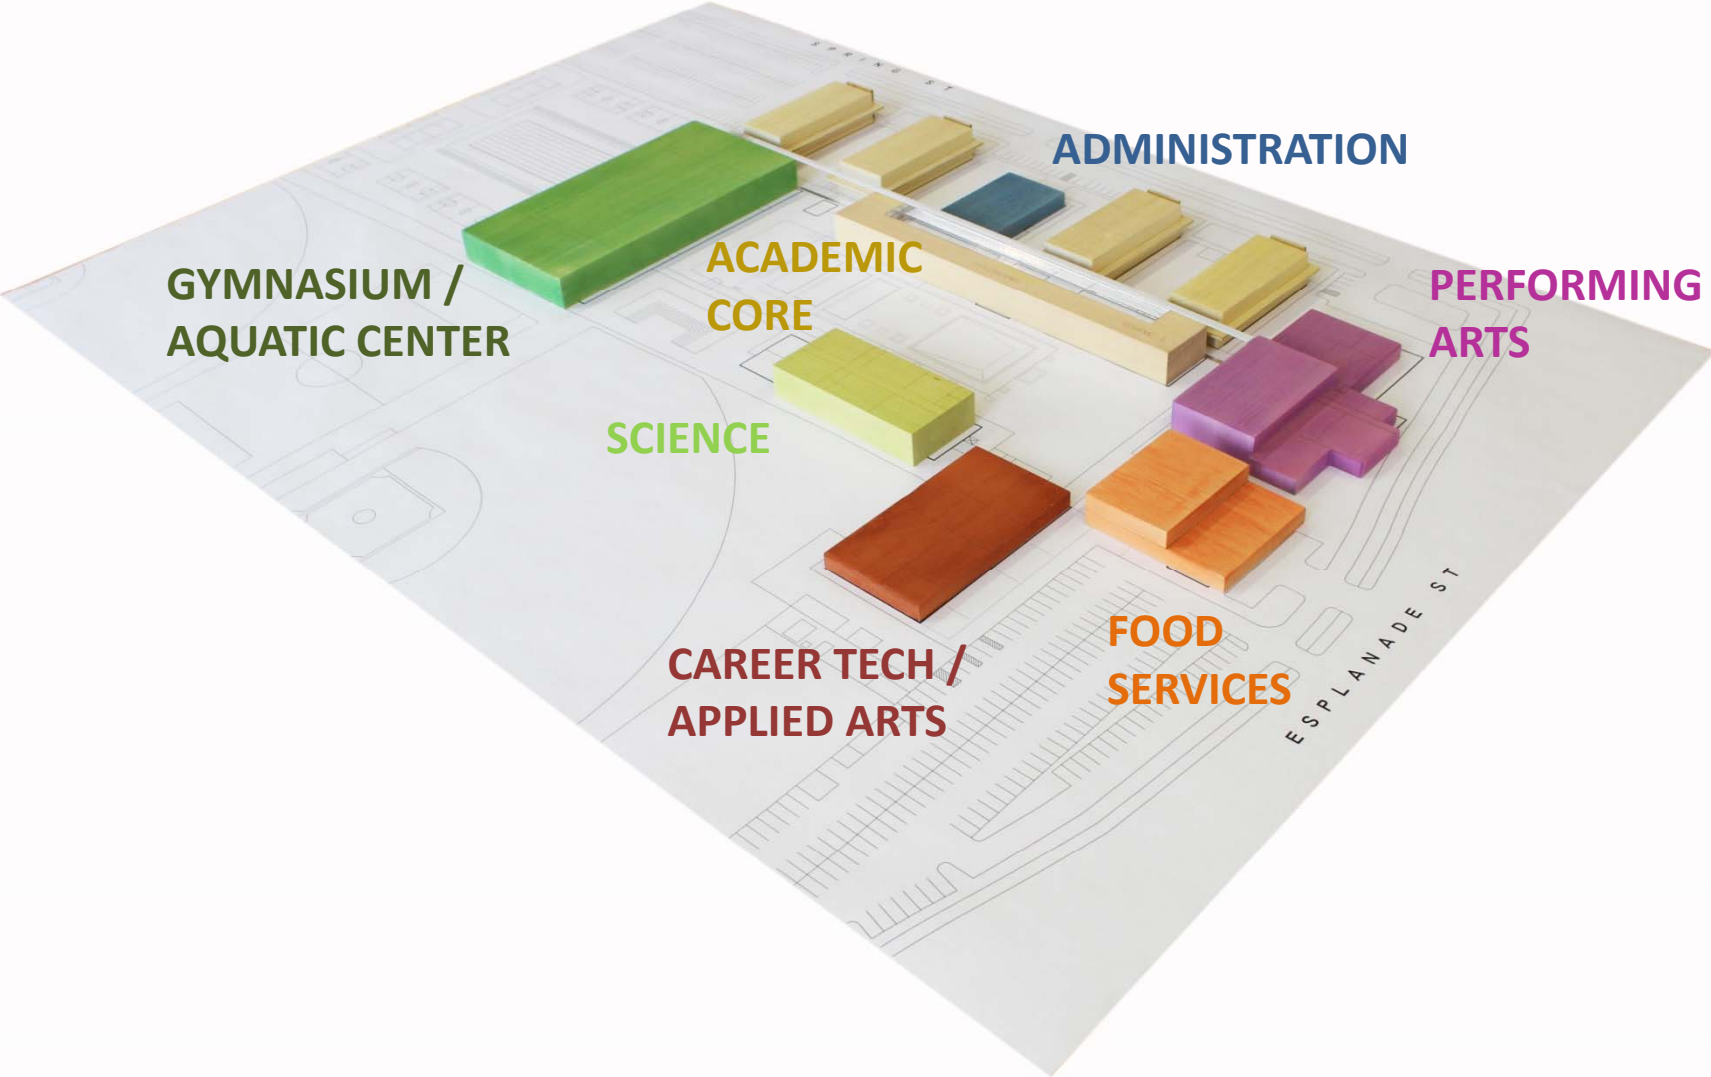 SPRING ST
ADMINISTRATION
ACADEMIC
CORE
GYMNASIUM /
AQUATIC CENTER
PERFORMING
ARTS
SCIENCE
FOOD
SERVICES
CAREER TECH /
APPLIED ARTS
ESPLANADE ST